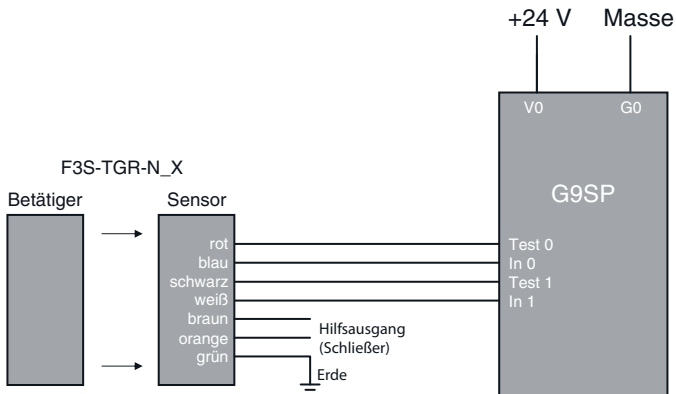 +24 V Masse
V0 G0
F3S-TGR-N_X
Betätiger Sensor
G9SP
rot Test 0
blau In 0
schwarz Test 1
weiß In 1
braun
Hilfsausgang
orange
(Schließer)
grün
Erde